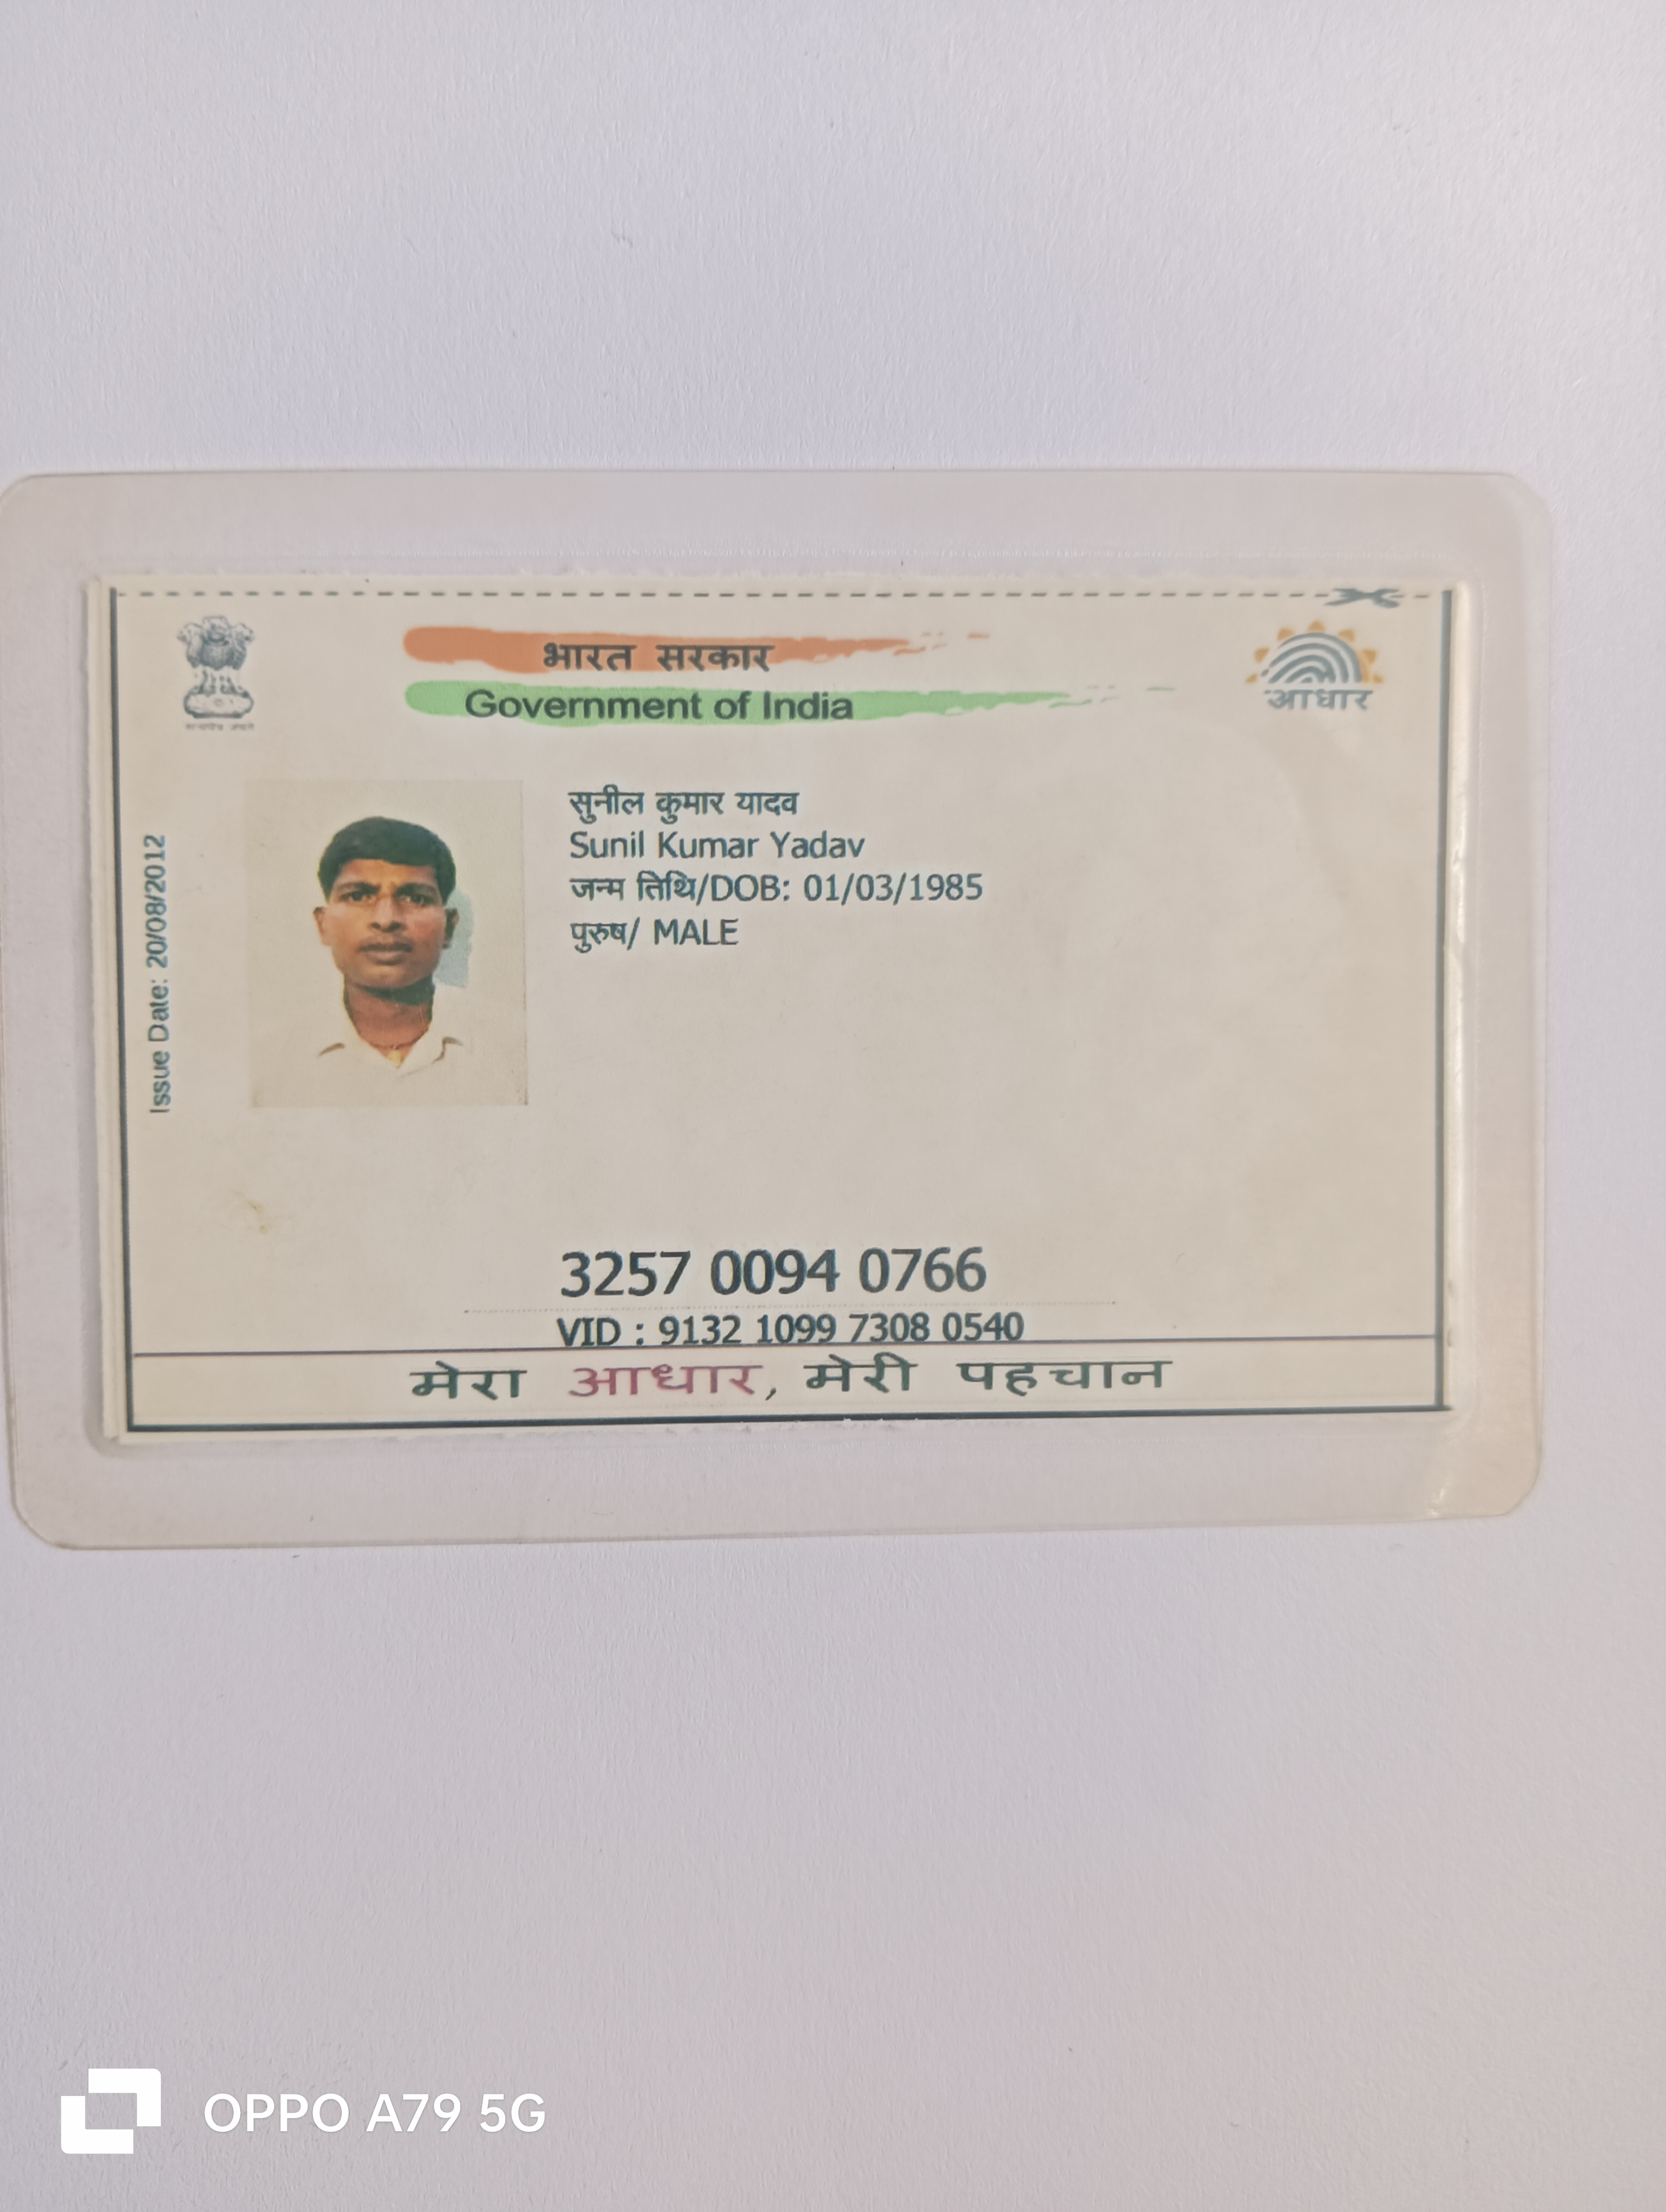 भारत सरकार
Government of India
आधार
सुनील कुमार यादव
Sunil Kumar Yadav
जन्म तिथि/DOB: 01/03/1985
पुरुष/ MALE
Issue Date: 20/08/2012
3257 0094 0766
VID : 9132 1099 7308 0540
मेरा आधार, मेरी पहचान
OPPO A79 5G